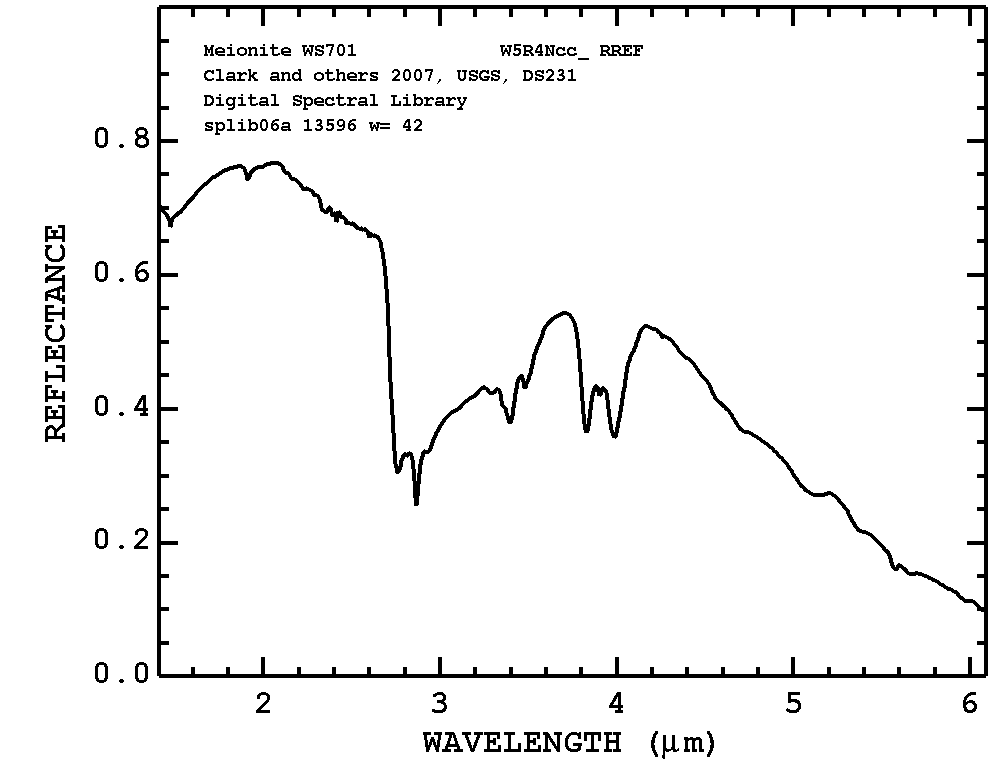 Meionite WS701 W5R4Ncc_ RREF
Clark and others 2007, USGS, DS231
Digital Spectral Library
splib06a 13596 w= 42
0.8
0.6
0.4
0.2
0.0
REFLECTANCE
2 3 4 5 6
WAVELENGTH (μm)